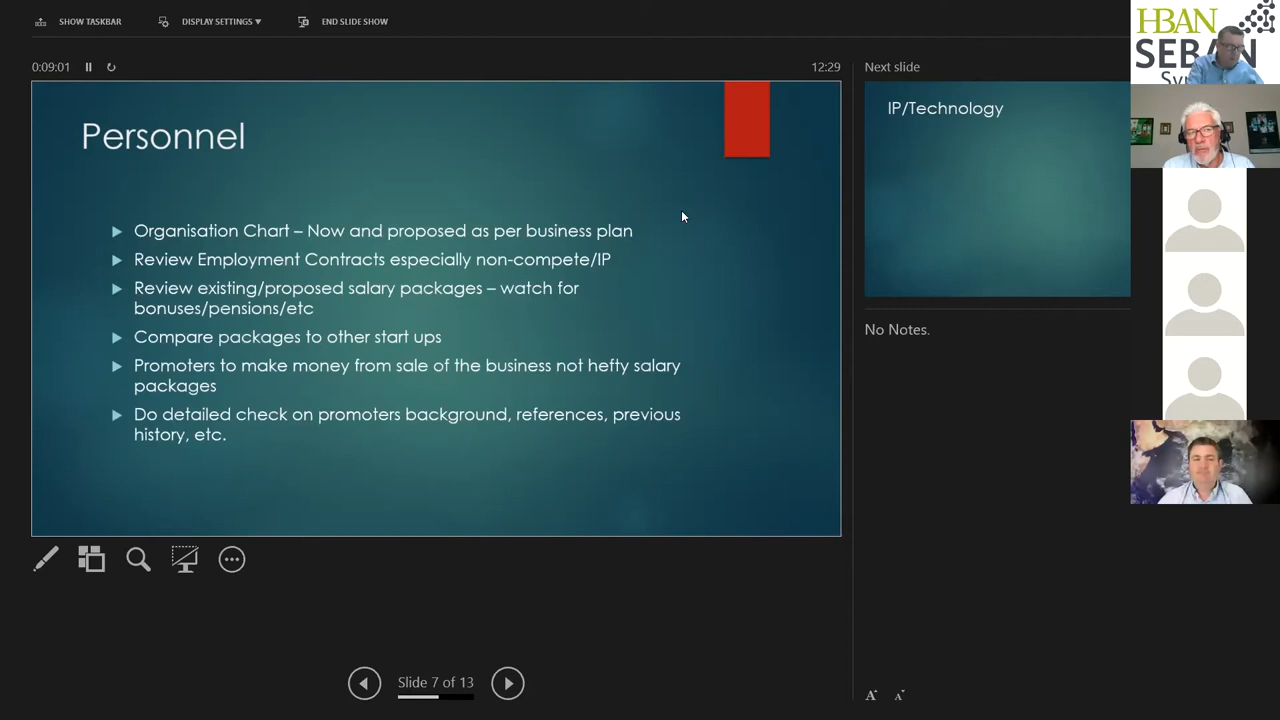 SHOW TASKBAR
DISPLAY SETTINGS
END SLIDE SHOW
0:09:01
12:29
Personnel
Organisation Chart – Now and proposed as per business plan
Review Employment Contracts especially non-compete/IP
Review existing/proposed salary packages – watch for
bonuses/pensions/etc
Compare packages to other start ups
Promoters to make money from sale of the business not hefty salary
packages
Do detailed check on promoters background, references, previous
history, etc.
Slide 7 of 13
Next slide
IP/Technology
No Notes.
A A
HBAN